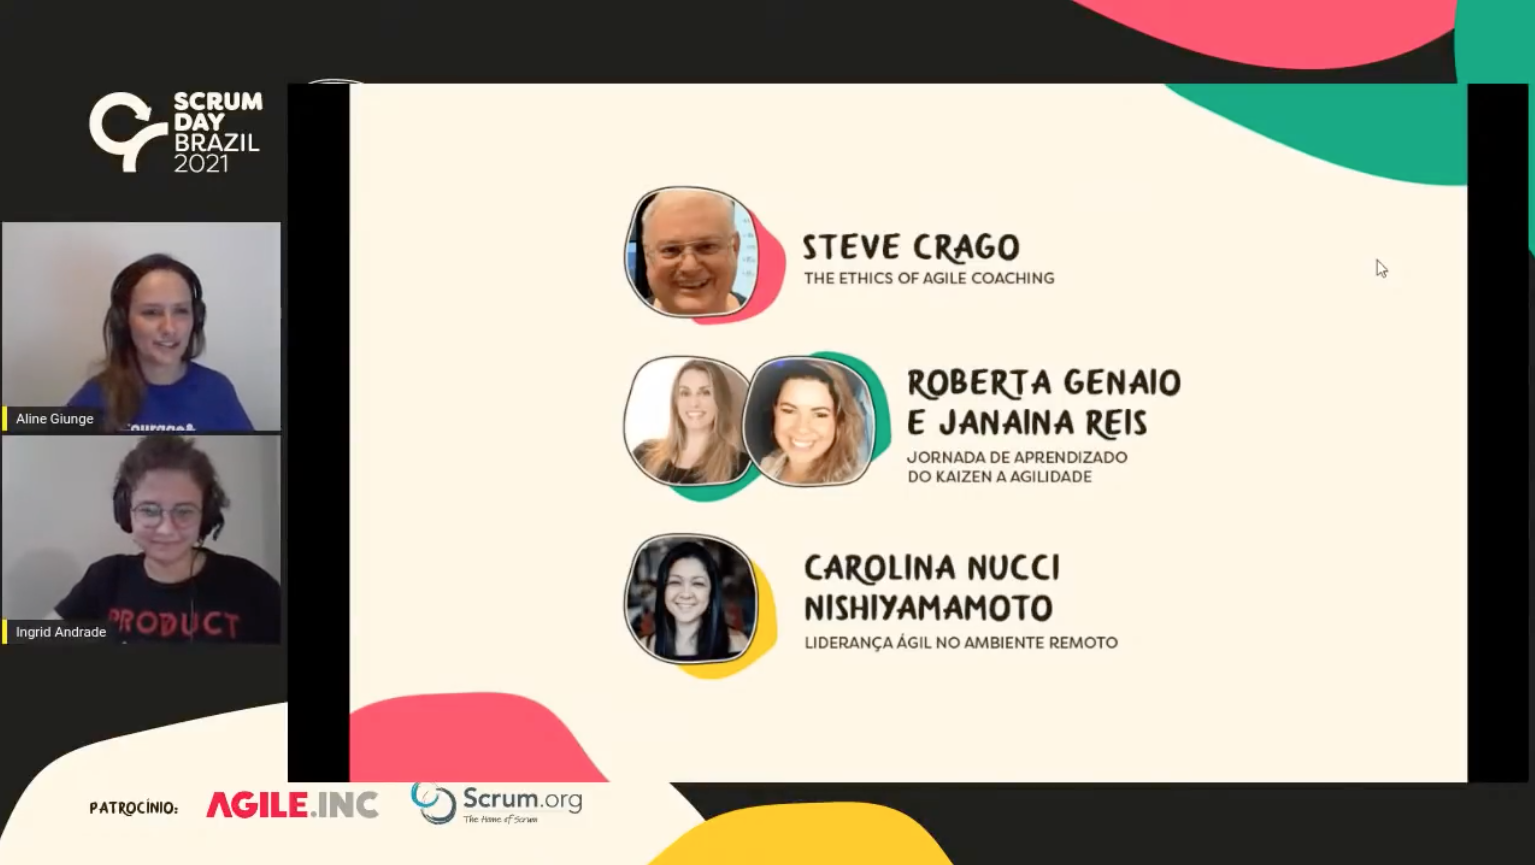 SCRUM
DAY
BRAZIL
2021
Aline Giunge
PRODUCT
Ingrid Andrade
STEVE CRAGO
THE ETHICS OF AGILE COACHING
ROBERTA GENAIO
E JANAINA REIS
JORNADA DE APRENDIZADO
DO KAIZEN A AGILIDADE
CAROLINA NUCCI
NISHIYAMAMOTO
LIDERANÇA ÁGIL NO AMBIENTE REMOTO
PATROCÍNIO:
AGILE.INC
Scrum.org
The Home of Scrum